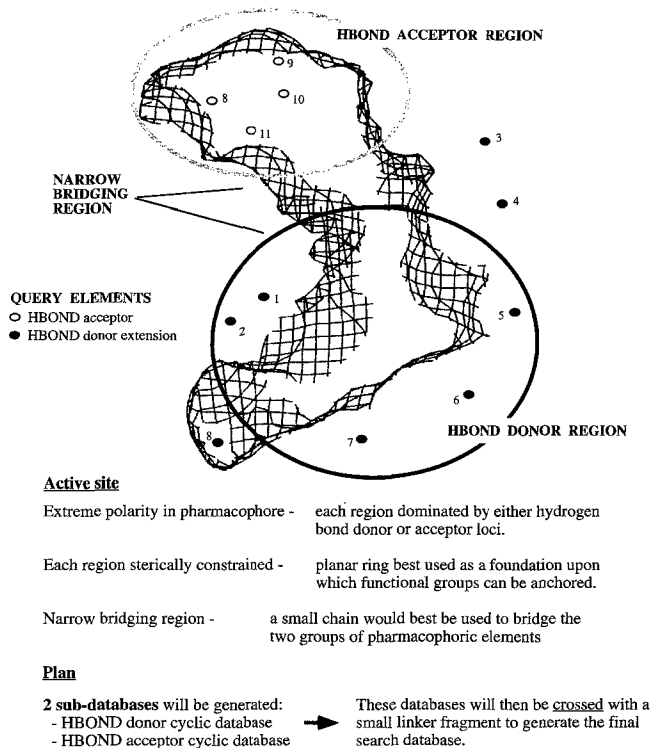 HBOND ACCEPTOR REGION
9
8
10
11
3
NARROW
BRIDGING
REGION
4
QUERY ELEMENTS
HBOND acceptor
HBOND donor extension
1
2
5
6
HBOND DONOR REGION
7
8
Active site
Extreme polarity in pharmacophore - each region dominated by either hydrogen
bond donor or acceptor loci.
Each region sterically constrained - planar ring best used as a foundation upon
which functional groups can be anchored.
Narrow bridging region - a small chain would best be used to bridge the
two groups of pharmacophoric elements
Plan
2 sub-databases will be generated: These databases will then be crossed with a
- HBOND donor cyclic database small linker fragment to generate the final
- HBOND acceptor cyclic database search database.